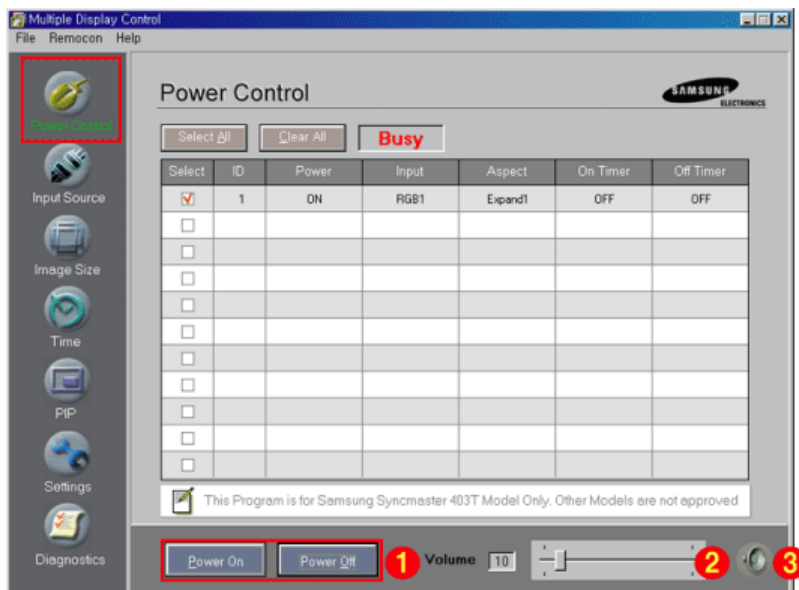 Multiple Display Control
File Remocon Help
Power Control
Input Source
Image Size
Time
PIP
Settings
Diagnostics
Power Control
SAMSUNG
ELECTRONICS
Select All Clear All Busy
Select ID Power Input Aspect On Timer Off Timer
1 ON RGB1 Expand1 OFF OFF
This Program is for Samsung Syncmaster 403T Model Only. Other Models are not approved
Power On Power Off 1 Volume 10 2 3